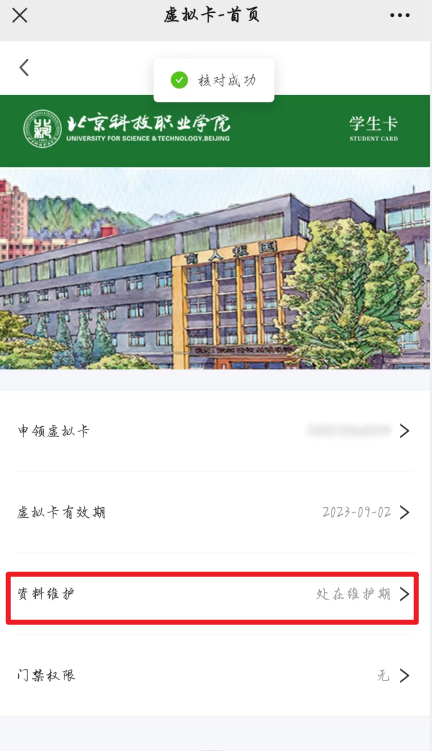 虚拟卡-首页
核对成功
北京科技职业学院
UNIVERSITY FOR SCIENCE & TECHNOLOGY,BEIJING
学生卡
STUDENT CARD
申领虚拟卡
虚拟卡有效期 2023-09-02
资料维护 处在维护期
门禁权限 无